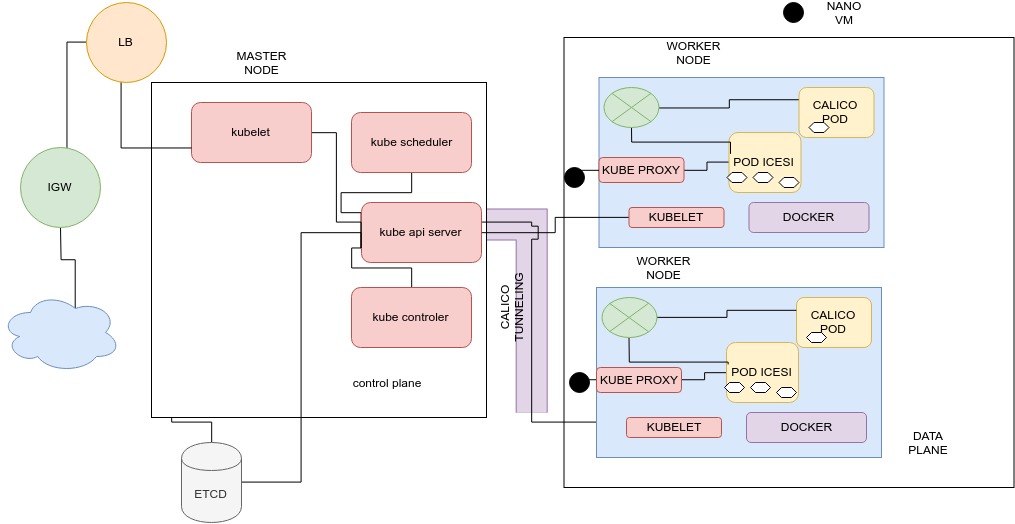 NANO
VM
LB
MASTER
NODE
WORKER
NODE
kubelet
kube scheduler
CALICO
POD
POD ICESI
KUBE PROXY
IGW
kube api server
KUBELET
DOCKER
WORKER
NODE
CALICO
TUNNELING
kube controler
CALICO
POD
POD ICESI
KUBE PROXY
control plane
KUBELET
DOCKER
DATA
PLANE
ETCD